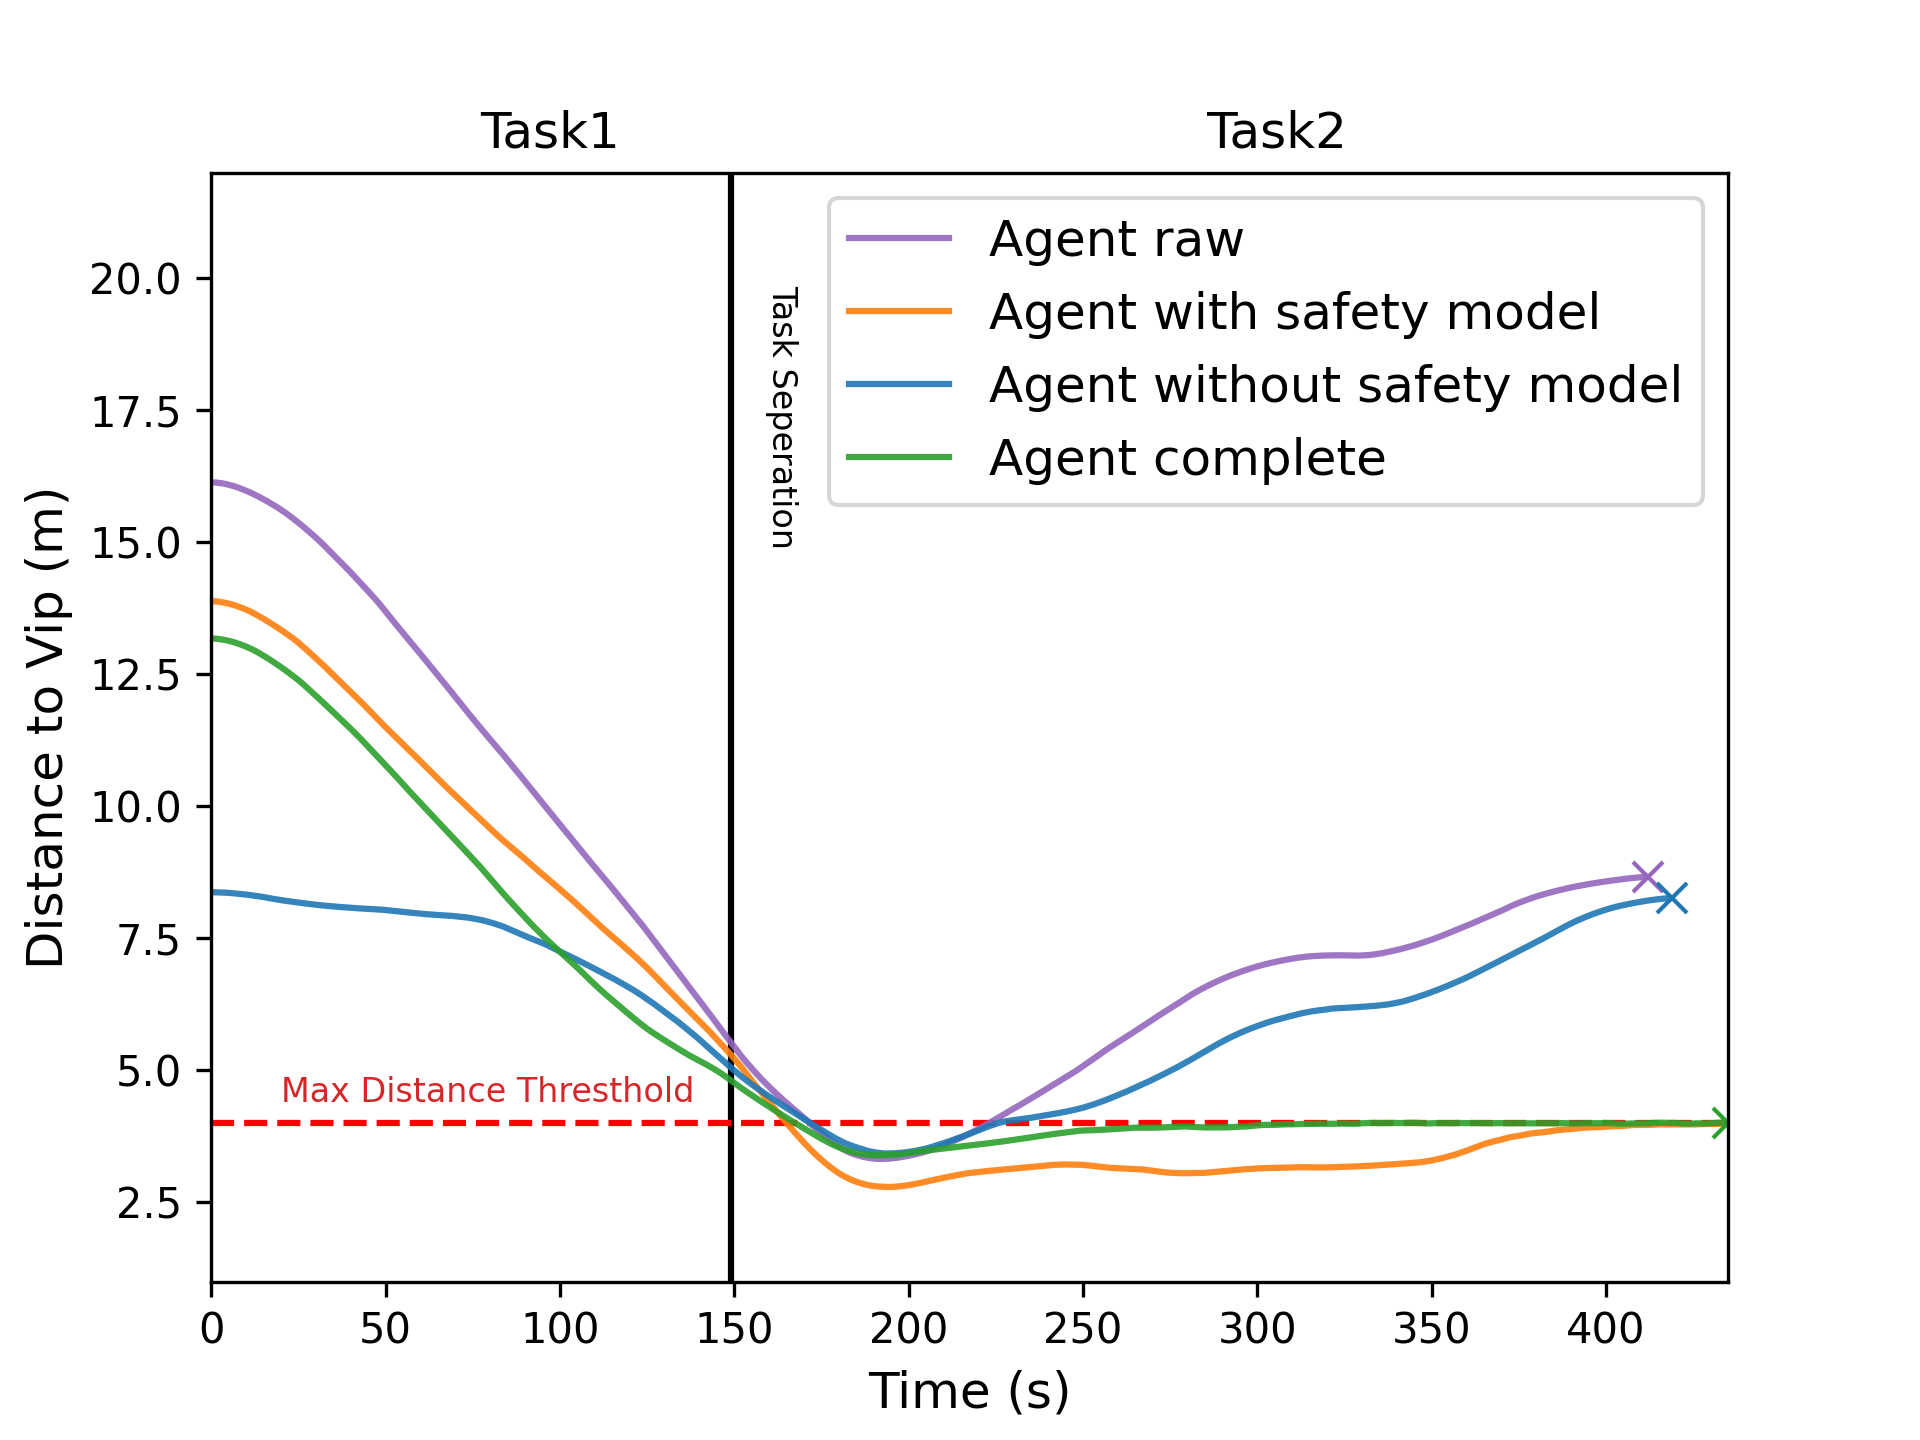 Task1
Task2
20.0
17.5
15.0
12.5
10.0
7.5
5.0
2.5
Distance to Vip (m)
Task Seperation
Agent raw
Agent with safety model
Agent without safety model
Agent complete
Max Distance Thresthold
0
50
100
150
200
250
300
350
400
Time (s)